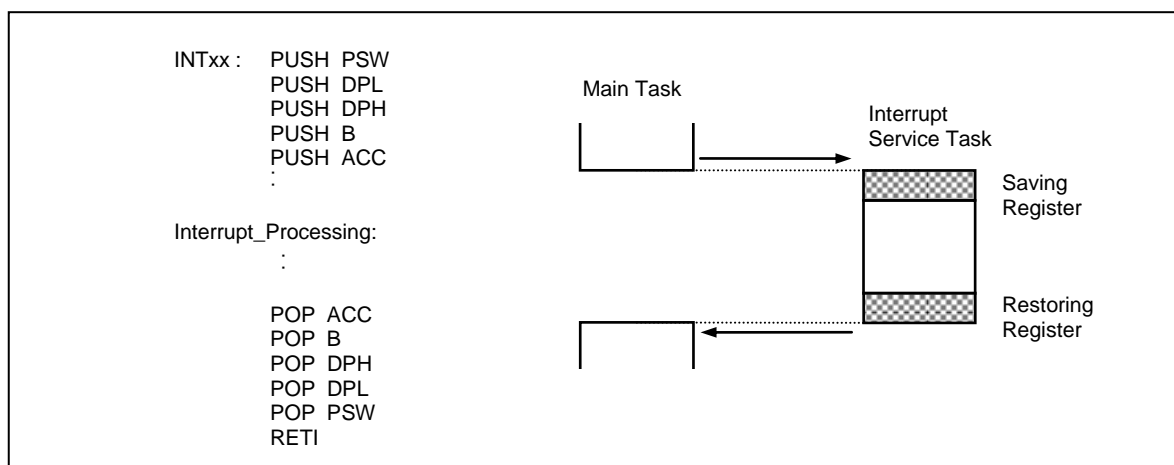 INTxx : PUSH PSW
PUSH DPL
PUSH DPH
PUSH B
PUSH ACC
:
Interrupt_Processing:
:
POP ACC
POP B
POP DPH
POP DPL
POP PSW
RETI
Main Task
Interrupt
Service Task
Saving
Register
Restoring
Register